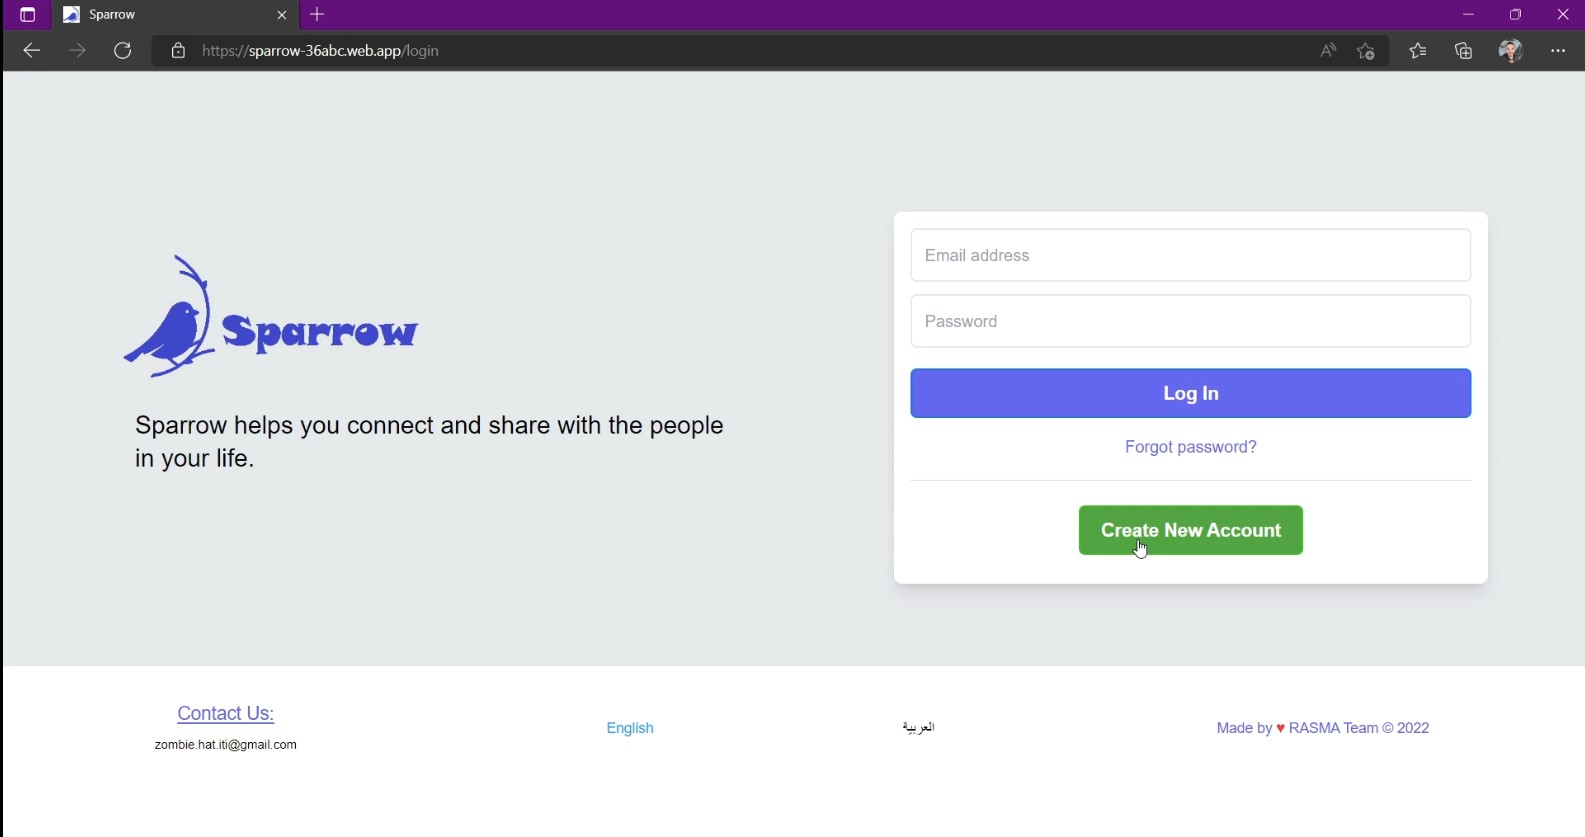 Sparrow
https://sparrow-36abc.web.app/login
Sparrow
Sparrow helps you connect and share with the people
in your life.
Email address
Password
Log In
Forgot password?
Create New Account
Contact Us:
zombie.hat.iti@gmail.com
English
العربية
Made by ♥ RASMA Team © 2022